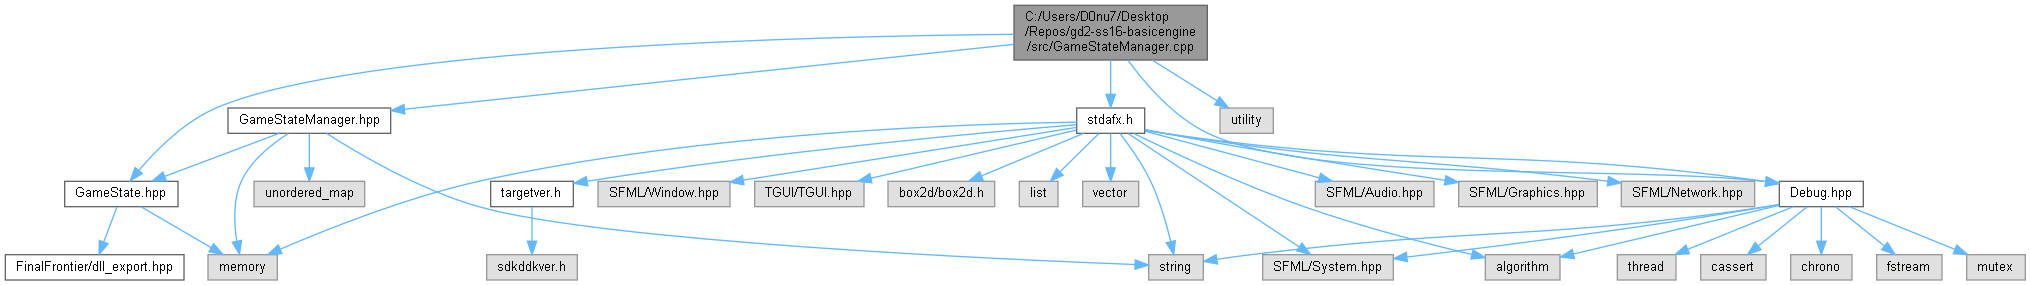 C:/Users/D0nu7/Desktop
/Repos/gd2-ss16-basicengine
/src/GameStateManager.cpp
GameStateManager.hpp
stdafx.h
utility
GameState.hpp
unordered_map
targetver.h
SFML/Window.hpp
TGUI/TGUI.hpp
box2d/box2d.h
list
vector
SFML/Audio.hpp
SFML/Graphics.hpp
SFML/Network.hpp
Debug.hpp
FinalFrontier/dll_export.hpp
memory
sdkddkver.h
string
SFML/System.hpp
algorithm
thread
cassert
chrono
fstream
mutex